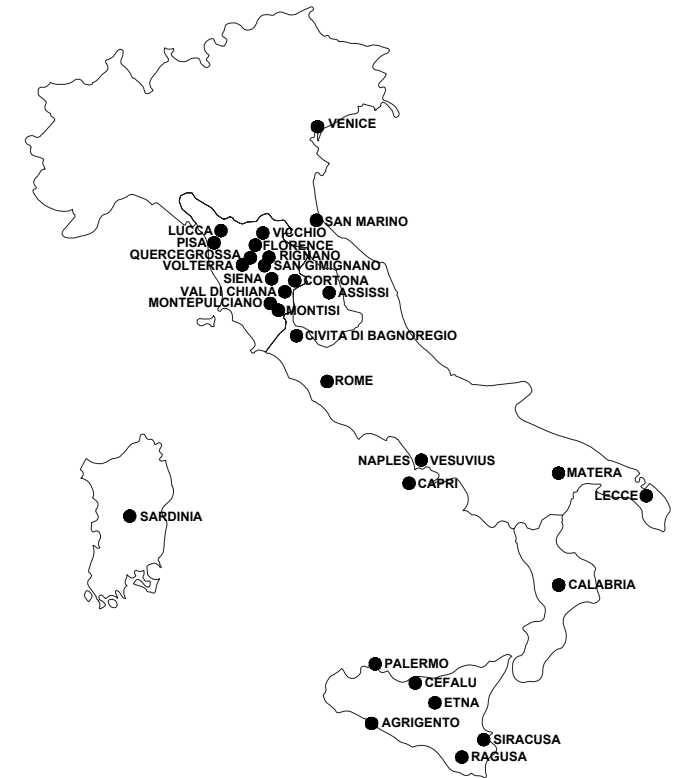 VENICE
SAN MARINO
LUCCA
VICCHIO
PISA
FLORENCE
QUERCEGROSSA
RIGNANO
VOLTERRA
SAN GIMIGNANO
SIENA
CORTONA
VAL DI CHIANA
ASSISSI
MONTEPULCIANO
MONTISI
CIVITA DI BAGNOREGIO
ROME
NAPLES
VESUVIUS
CAPRI
MATERA
LECCE
SARDINIA
CALABRIA
PALERMO
CEFALU
ETNA
AGRIGENTO
SIRACUSA
RAGUSA